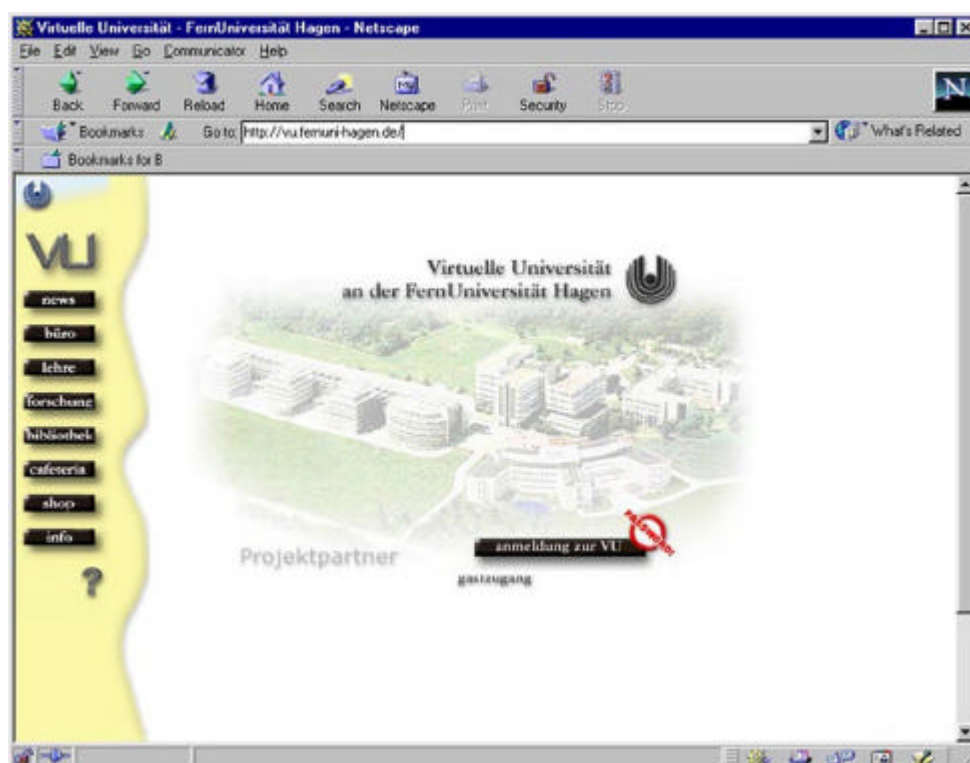 Virtuelle Universität - FernUniversität Hagen - Netscape
File Edit View Go Communicator Help
Back Forward Reload Home Search Netscape Print Security Stop
Bookmarks Go to: http://vu.fernuni-hagen.de/ What's Related
Bookmarks for B
N
VU
news
büro
lehre
forschung
bibliothek
cafeteria
shop
info
?
Virtuelle Universität
an der FernUniversität Hagen
PASSWORD!
anmeldung zur VU
Projektpartner
gastzugang